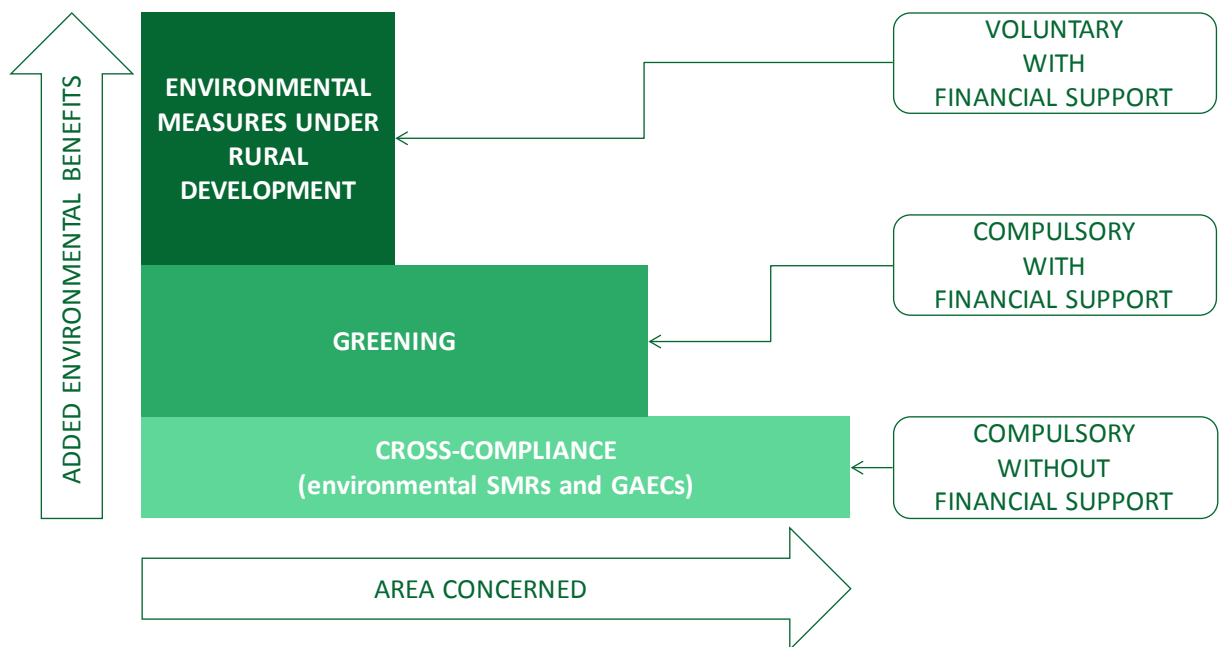 ADDED ENVIRONMENTAL BENEFITS
ENVIRONMENTAL
MEASURES UNDER
RURAL
DEVELOPMENT
VOLUNTARY
WITH
FINANCIAL SUPPORT
GREENING
COMPULSORY
WITH
FINANCIAL SUPPORT
CROSS-COMPLIANCE
(environmental SMRs and GAECs)
COMPULSORY
WITHOUT
FINANCIAL SUPPORT
AREA CONCERNED